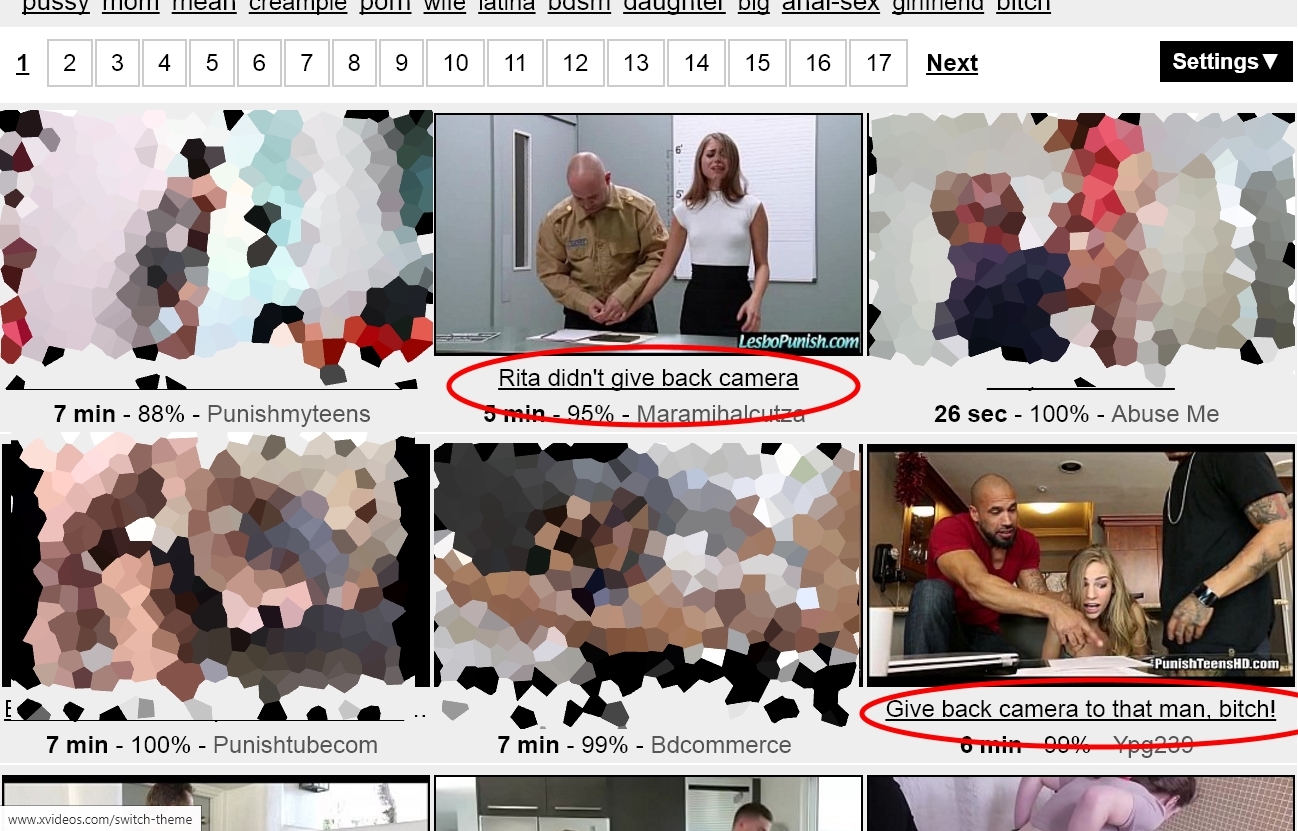 pussy mom mean creampie porn wife latina bdsm daughter big anal-sex girlfriend bitch
1 2 3 4 5 6 7 8 9 10 11 12 13 14 15 16 17 Next Settings▼
6'
5'
LesboPunish.com
Rita didn't give back camera
7 min - 88% - Punishmyteens
5 min - 95% - Maramihalcutza
26 sec - 100% - Abuse Me
PunishTeensHD.com
Give back camera to that man, bitch!
7 min - 100% - Punishtubecom
7 min - 99% - Bdcommerce
6 min - 99% - Ypg239
www.xvideos.com/switch-theme